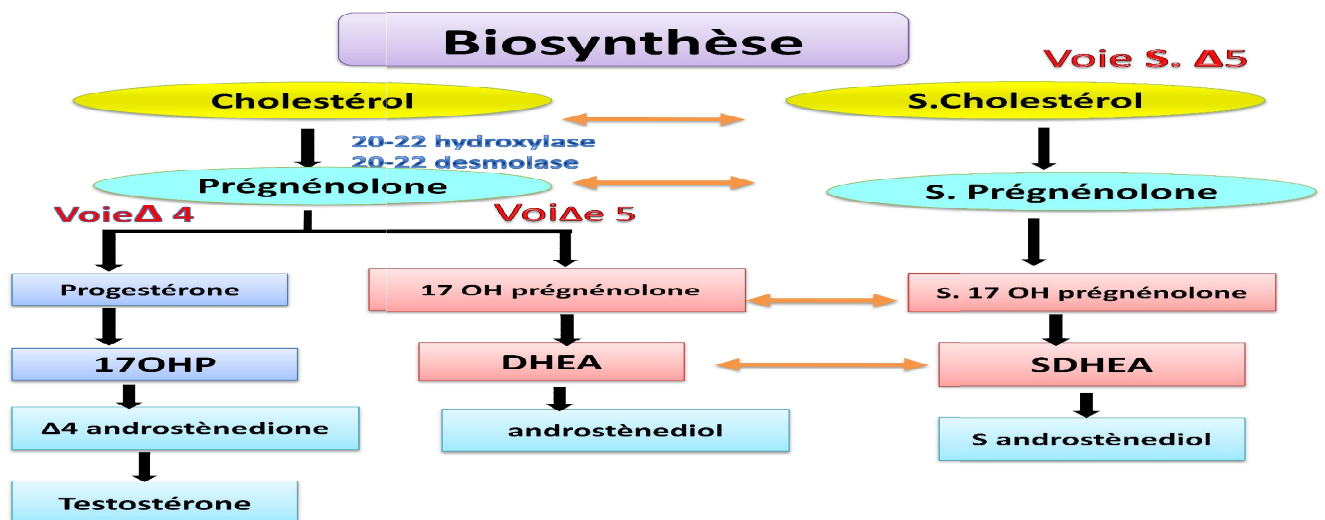 Biosynthèse
Voie S. Δ5
Cholestérol
S.Cholestérol
20-22 hydroxylase
20-22 desmolase
Prégnénolone
S. Prégnénolone
VoieΔ 4
VoiΔe 5
Progestérone
17 OH prégnénolone
S. 17 OH prégnénolone
17OHP
DHEA
SDHEA
Δ4 androstènedione
androstènediol
S androstènediol
Testostérone